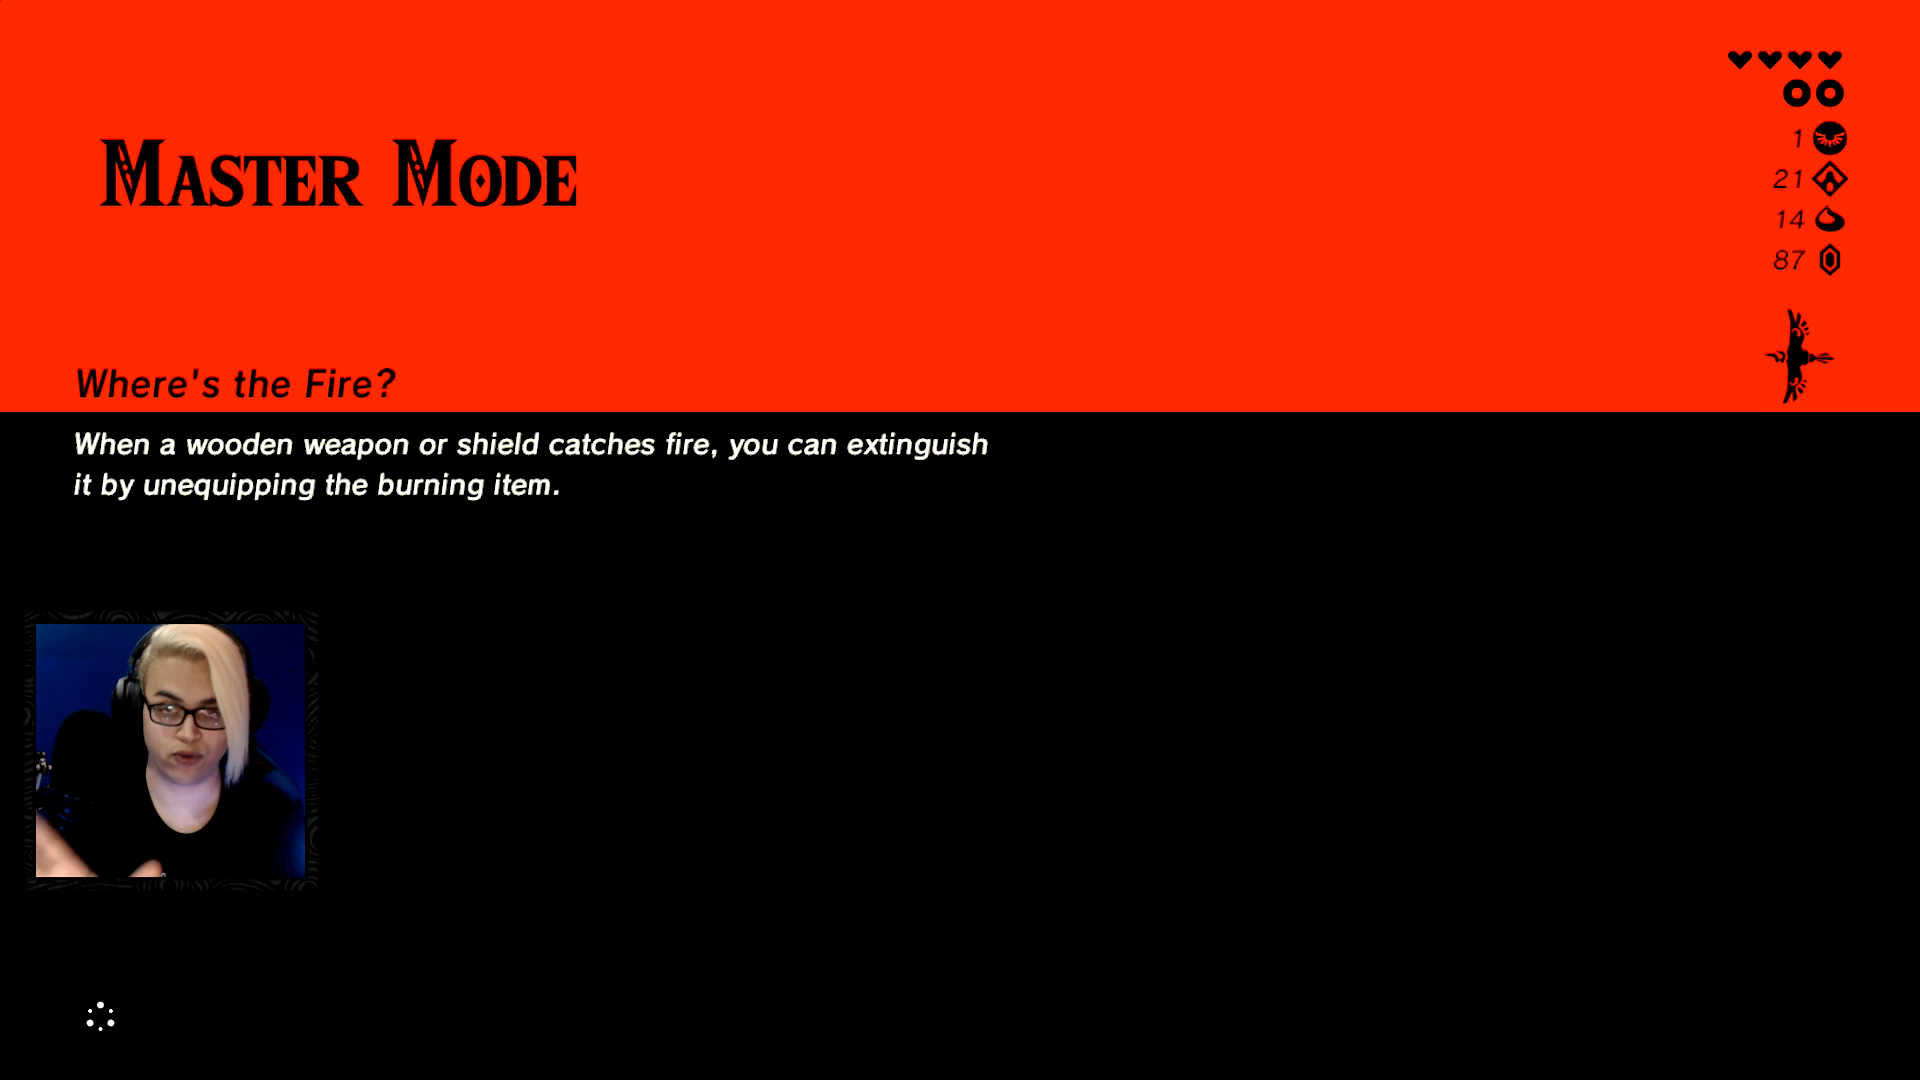 Master Mode
1
21
14
87
Where's the Fire?
When a wooden weapon or shield catches fire, you can extinguish
it by unequipping the burning item.